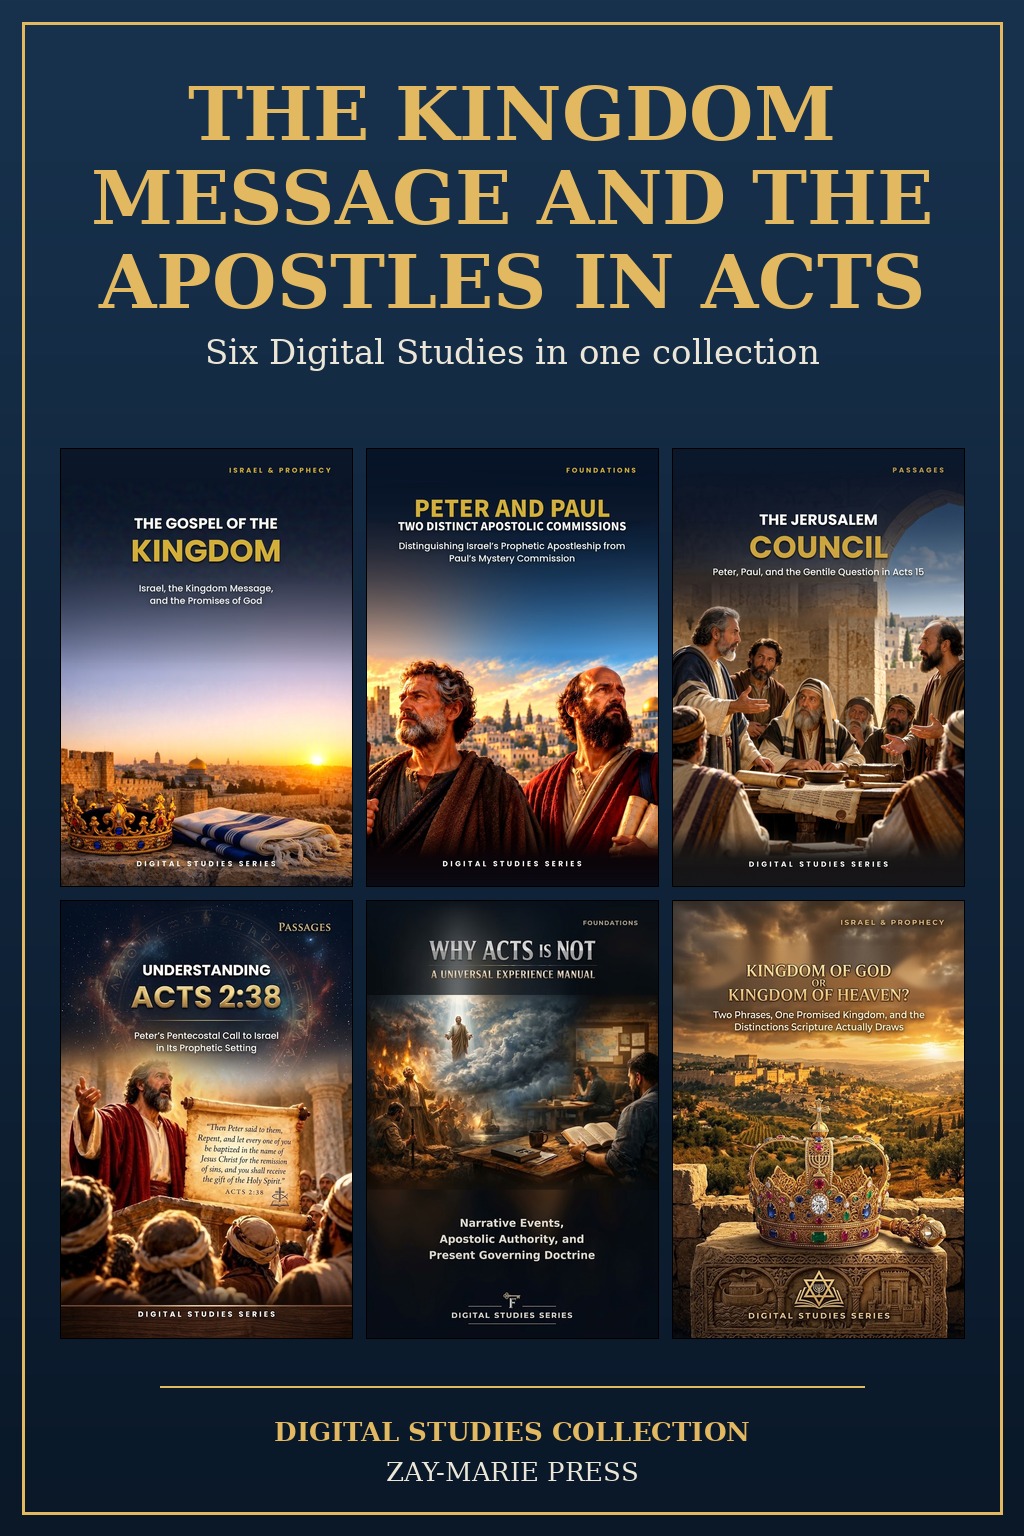 THE KINGDOM
MESSAGE AND THE
APOSTLES IN ACTS
Six Digital Studies in one collection
ISRAEL & PROPHECY
THE GOSPEL OF THE
KINGDOM
Israel, the Kingdom Message,
and the Promises of God
DIGITAL STUDIES SERIES
FOUNDATIONS
PETER AND PAUL
TWO DISTINCT APOSTOLIC COMMISSIONS
Distinguishing Israel's Prophetic Apostleship from
Paul's Mystery Commission
DIGITAL STUDIES SERIES
PASSAGES
THE JERUSALEM
COUNCIL
Peter, Paul, and the Gentile Question in Acts 15
DIGITAL STUDIES SERIES
PASSAGES
UNDERSTANDING
ACTS 2:38
Peter's Pentecostal Call to Israel
in Its Prophetic Setting
"Then Peter said to them,
Repent, and let every one of you
be baptized in the name of
Jesus Christ for the remission
of sins, and you shall receive
the gift of the Holy Spirit."
ACTS 2:38
DIGITAL STUDIES SERIES
FOUNDATIONS
WHY ACTS IS NOT
A UNIVERSAL EXPERIENCE MANUAL
Narrative Events,
Apostolic Authority, and
Present Governing Doctrine
F
DIGITAL STUDIES SERIES
ISRAEL & PROPHECY
KINGDOM OF GOD
OR
KINGDOM OF HEAVEN?
Two Phrases, One Promised Kingdom, and the
Distinctions Scripture Actually Draws
DIGITAL STUDIES SERIES
DIGITAL STUDIES COLLECTION
ZAY-MARIE PRESS